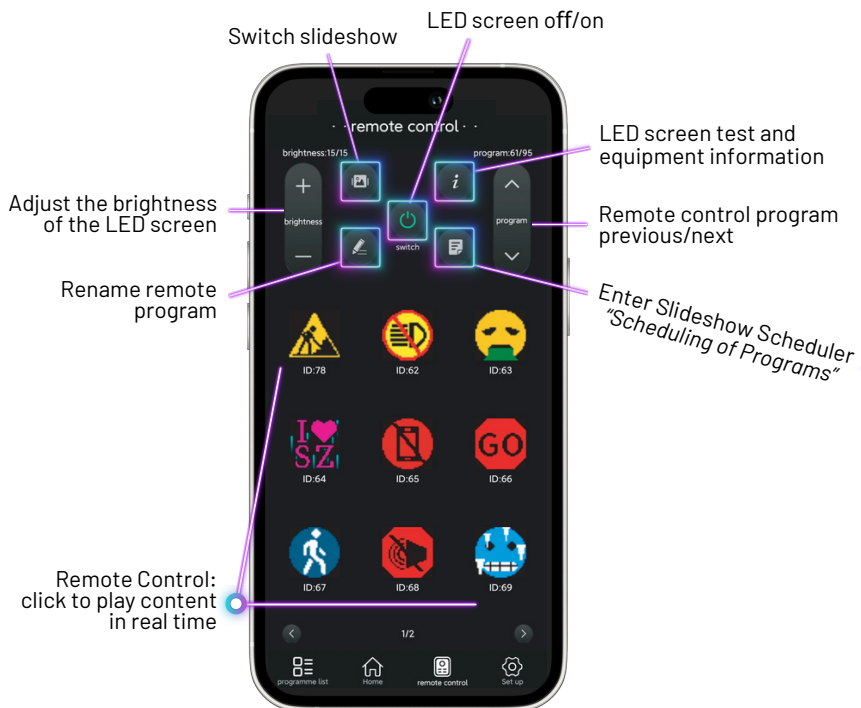 LED screen off/on
Switch slideshow
· · remote control · ·
brightness:15/15
program:61/95
LED screen test and
equipment information
Adjust the brightness
of the LED screen
brightness
switch
program
Remote control program
previous/next
Rename remote
program
Enter Slideshow Scheduler
"Scheduling of Programs"
ID:78
ID:62
ID:63
I
SZ
GO
ID:64
ID:65
ID:66
ID:67
ID:68
ID:69
Remote Control:
click to play content
in real time
1/2
programme list
Home
remote control
Set up